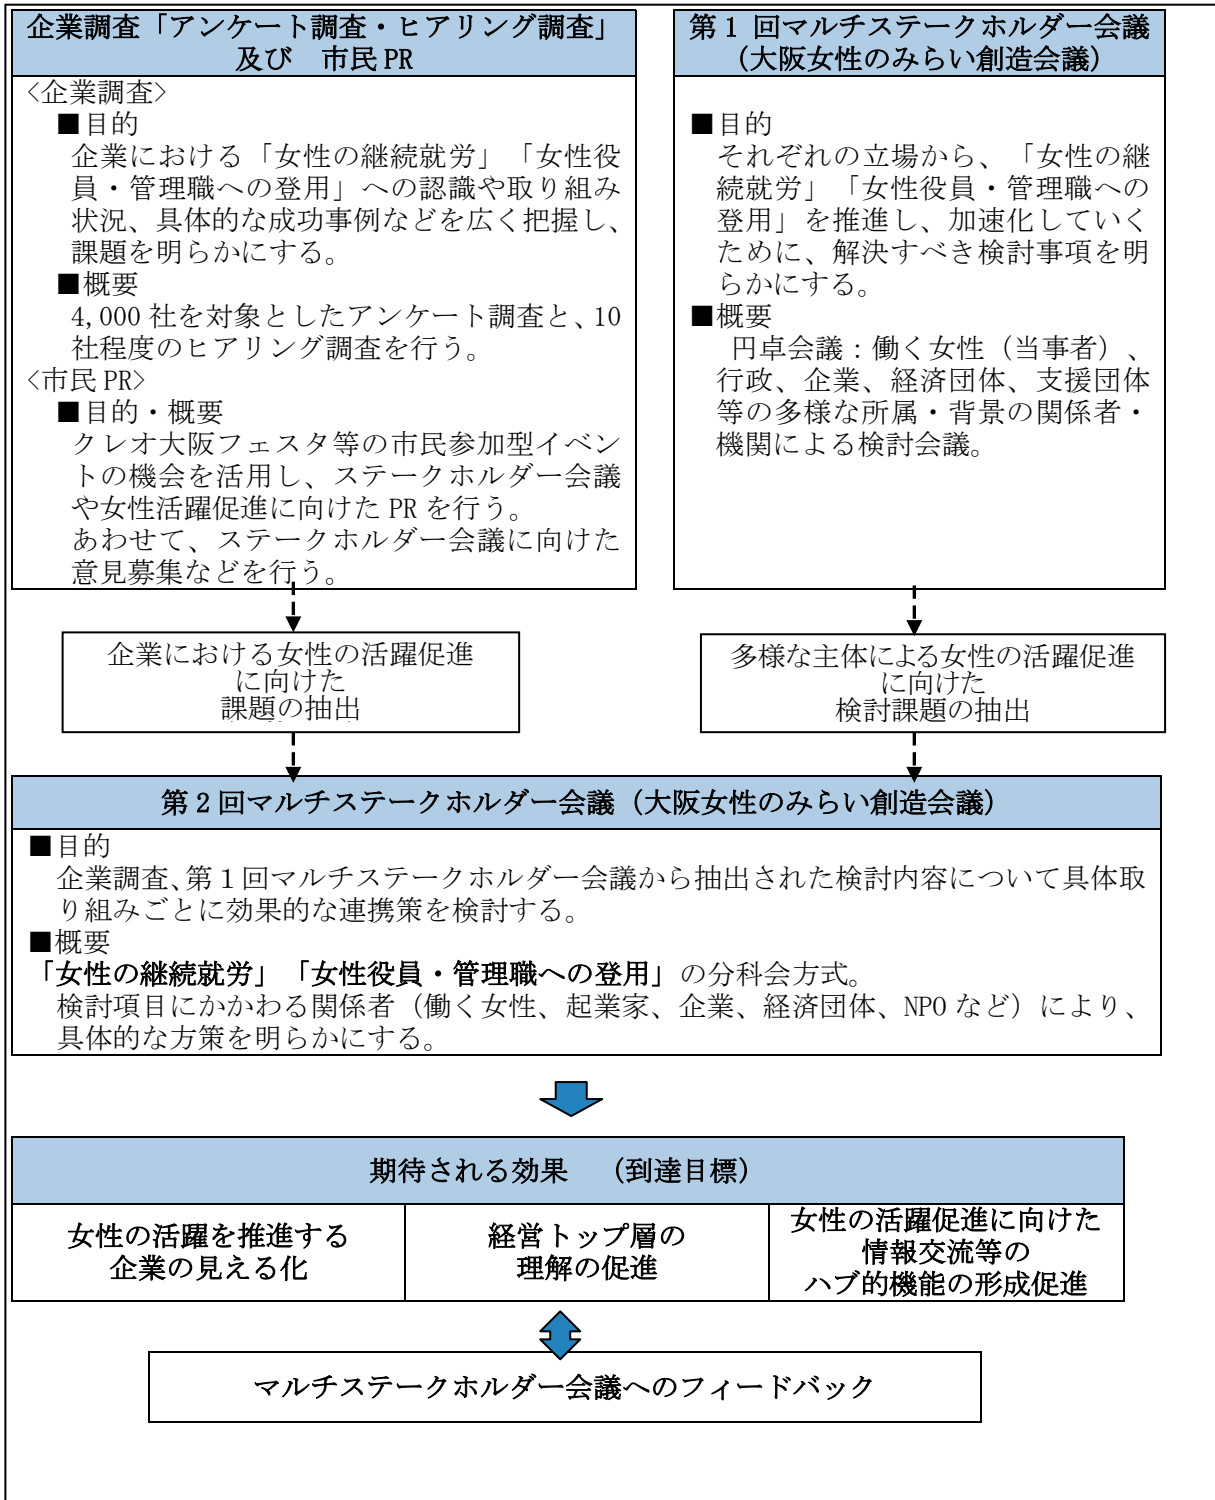 企業調査「アンケート調査・ヒアリング調査」
及び　市民PR
<企業調査>
■目的
企業における「女性の継続就労」「女性役
員・管理職への登用」への認識や取り組み
状況、具体的な成功事例などを広く把握し、
課題を明らかにする。
■概要
4,000社を対象としたアンケート調査と、10
社程度のヒアリング調査を行う。
<市民PR>
■目的・概要
クレオ大阪フェスタ等の市民参加型イベン
トの機会を活用し、ステークホルダー会議
や女性活躍促進に向けたPRを行う。
あわせて、ステークホルダー会議に向けた
意見募集などを行う。
第1回マルチステークホルダー会議
（大阪女性のみらい創造会議）
■目的
それぞれの立場から、「女性の継
続就労」「女性役員・管理職への
登用」を推進し、加速化していく
ために、解決すべき検討事項を明
らかにする。
■概要
円卓会議：働く女性（当事者）、
行政、企業、経済団体、支援団体
等の多様な所属・背景の関係者・
機関による検討会議。
企業における女性の活躍促進
に向けた
課題の抽出
多様な主体による女性の活躍促進
に向けた
検討課題の抽出
第2回マルチステークホルダー会議（大阪女性のみらい創造会議）
■目的
企業調査、第1回マルチステークホルダー会議から抽出された検討内容について具体取
り組みごとに効果的な連携策を検討する。
■概要
「女性の継続就労」「女性役員・管理職への登用」の分科会方式。
検討項目にかかわる関係者（働く女性、起業家、企業、経済団体、NPOなど）により、
具体的な方策を明らかにする。
期待される効果　（到達目標）
女性の活躍を推進する
企業の見える化
経営トップ層の
理解の促進
女性の活躍促進に向けた
情報交流等の
ハブ的機能の形成促進
マルチステークホルダー会議へのフィードバック